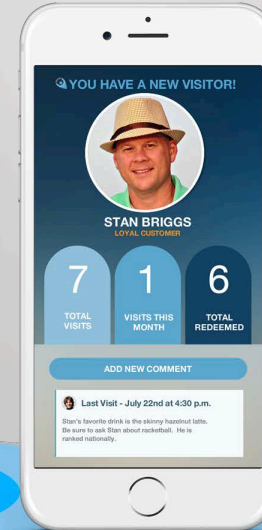 YOU HAVE A NEW VISITOR!
STAN BRIGGS
LOYAL CUSTOMER
7
TOTAL
VISITS
1
VISITS THIS
MONTH
6
TOTAL
REDEEMED
ADD NEW COMMENT
Last Visit - July 22nd at 4:30 p.m.
Stan's favorite drink is the skinny hazelnut latte.
Be sure to ask Stan about racketball. He is
ranked nationally.